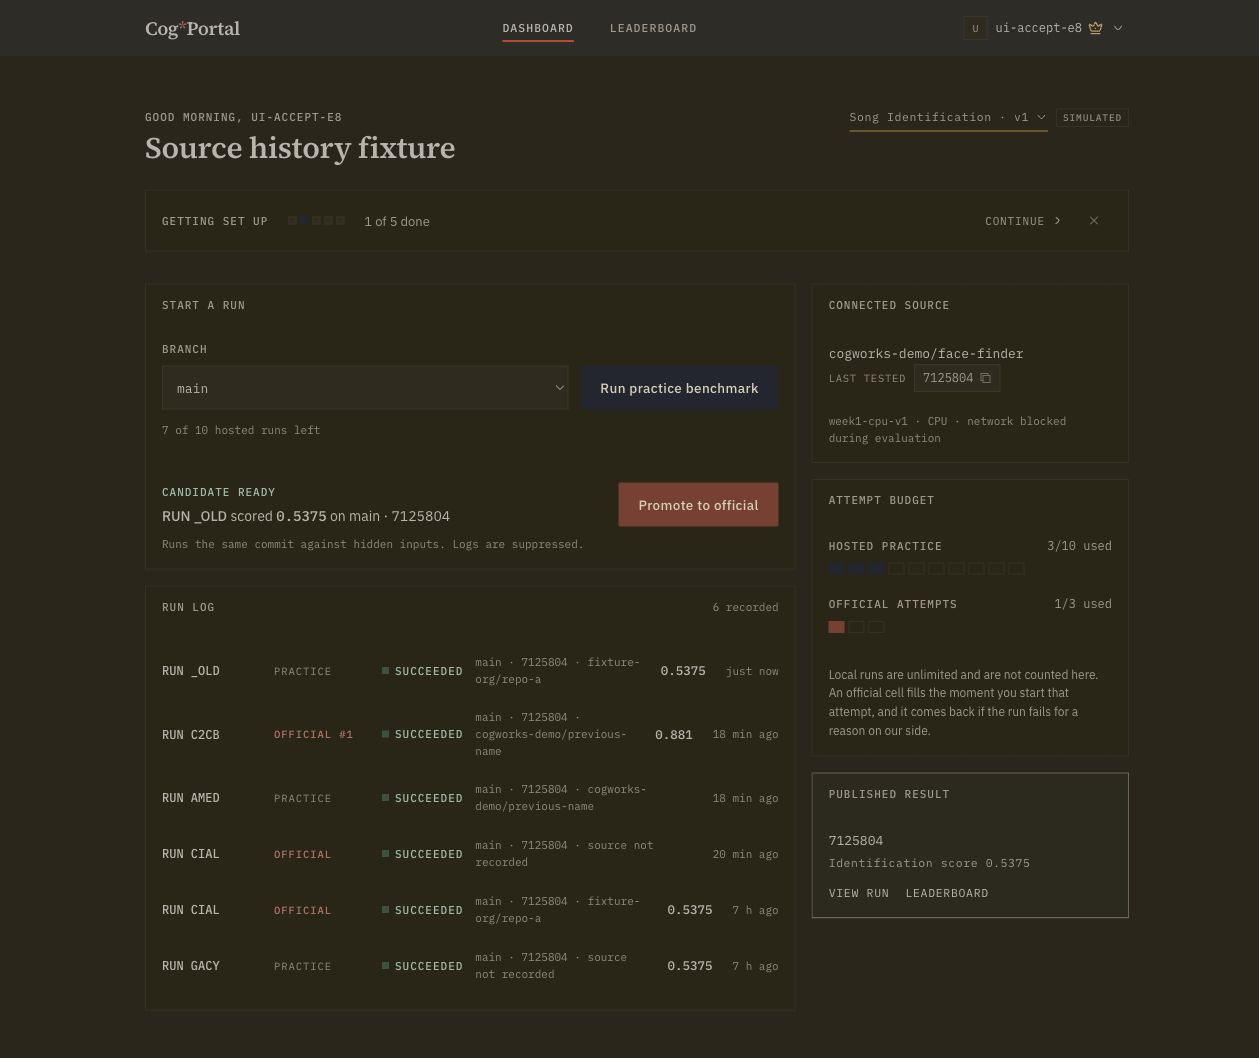 Cog*Portal
DASHBOARD
LEADERBOARD
U
ui-accept-e8
GOOD MORNING, UI-ACCEPT-E8
Source history fixture
Song Identification · v1
SIMULATED
GETTING SET UP
1 of 5 done
CONTINUE
START A RUN
BRANCH
main
Run practice benchmark
7 of 10 hosted runs left
CANDIDATE READY
RUN _OLD scored 0.5375 on main · 7125804
Runs the same commit against hidden inputs. Logs are suppressed.
Promote to official
RUN LOG
6 recorded
RUN _OLD PRACTICE SUCCEEDED main · 7125804 · fixture-
org/repo-a
0.5375 just now
RUN C2CB OFFICIAL #1 SUCCEEDED main · 7125804 ·
cogworks-demo/previous-
name
0.881 18 min ago
RUN AMED PRACTICE SUCCEEDED main · 7125804 · cogworks-
demo/previous-name
18 min ago
RUN CIAL OFFICIAL SUCCEEDED main · 7125804 · source not
recorded
20 min ago
RUN CIAL OFFICIAL SUCCEEDED main · 7125804 · fixture-
org/repo-a
0.5375 7 h ago
RUN GACY PRACTICE SUCCEEDED main · 7125804 · source
not recorded
0.5375 7 h ago
CONNECTED SOURCE
cogworks-demo/face-finder
LAST TESTED 7125804
week1-cpu-v1 · CPU · network blocked
during evaluation
ATTEMPT BUDGET
HOSTED PRACTICE 3/10 used
OFFICIAL ATTEMPTS 1/3 used
Local runs are unlimited and are not counted here.
An official cell fills the moment you start that
attempt, and it comes back if the run fails for a
reason on our side.
PUBLISHED RESULT
7125804
Identification score 0.5375
VIEW RUN LEADERBOARD